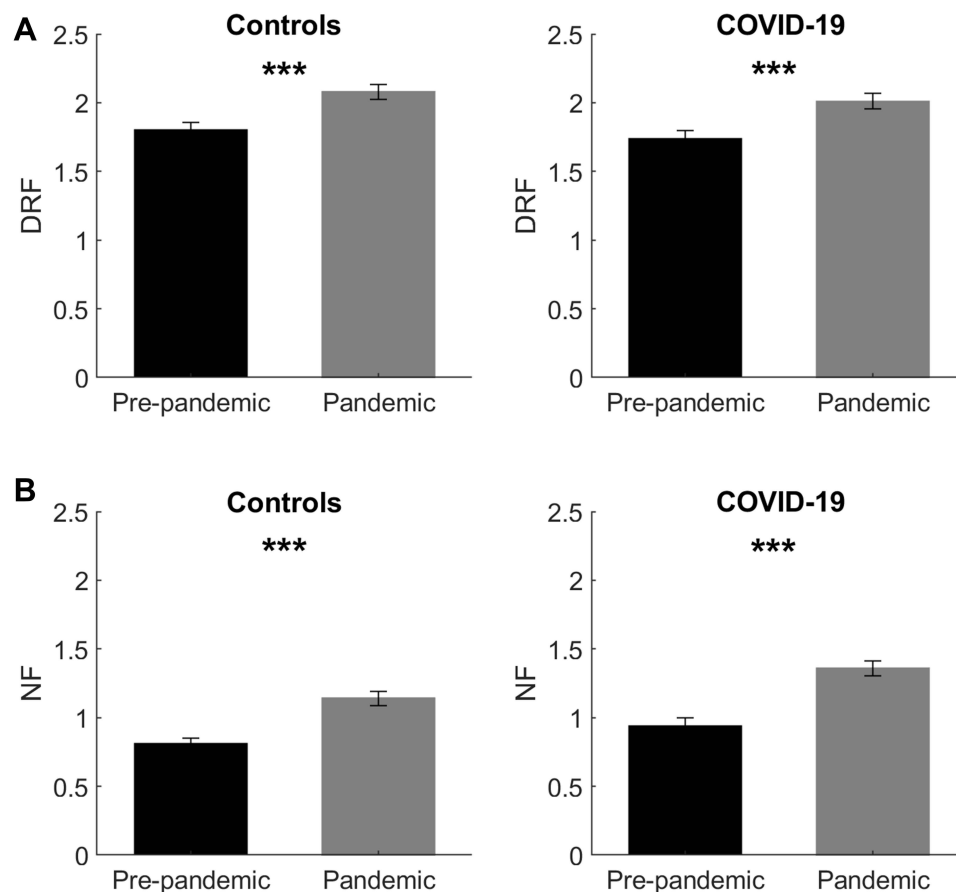 A
Controls
***
DRF
2.5
2
1.5
1
0.5
0
Pre-pandemic Pandemic
COVID-19
***
DRF
2.5
2
1.5
1
0.5
0
Pre-pandemic Pandemic
B
Controls
***
NF
2.5
2
1.5
1
0.5
0
Pre-pandemic Pandemic
COVID-19
***
NF
2.5
2
1.5
1
0.5
0
Pre-pandemic Pandemic